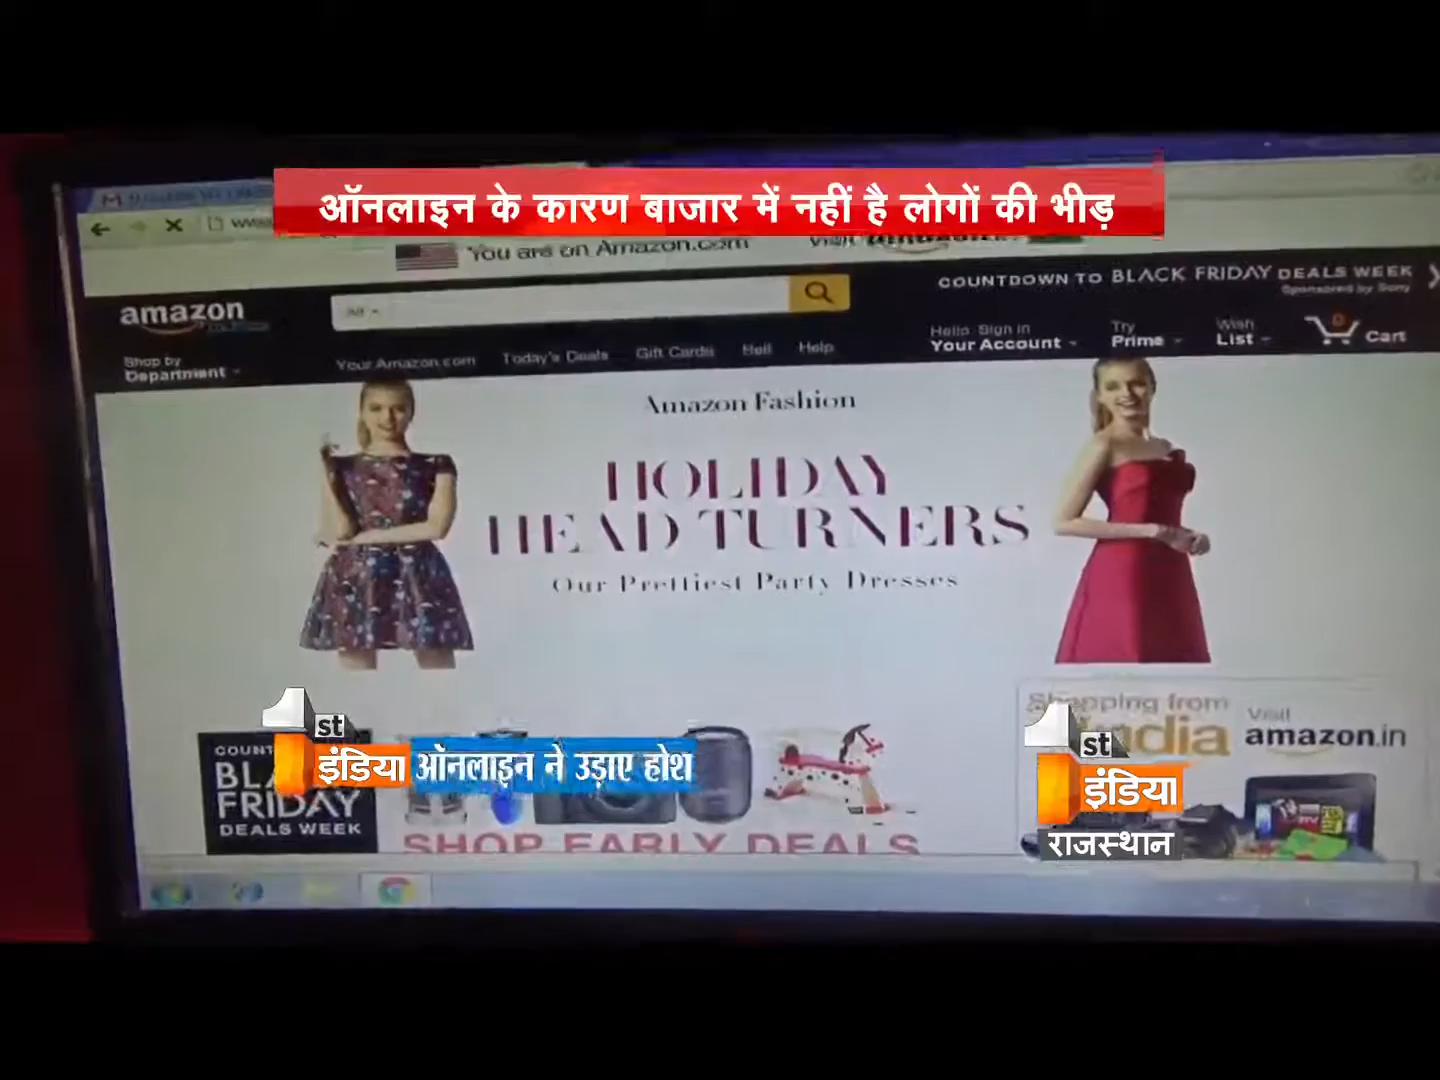 ऑनलाइन के कारण बाजार में नहीं है लोगों की भीड़
You are on Amazon.com
amazon
All
COUNTDOWN TO BLACK FRIDAY DEALS WEEK
Sponsored by Sony
Shop by
Department
Your Amazon.com Today's Deals Gift Cards Sell Help
Hello. Sign in
Your Account
Try
Prime
Wish
List
0
Cart
Amazon Fashion
HOLIDAY
HEAD TURNERS
Our Prettiest Party Dresses
1st
इंडिया
ऑनलाइन ने उड़ाए होश
FRIDAY
DEALS WEEK
SHOP EARLY DEALS
Shopping from
India
Visit
amazon.in
1st
इंडिया
राजस्थान